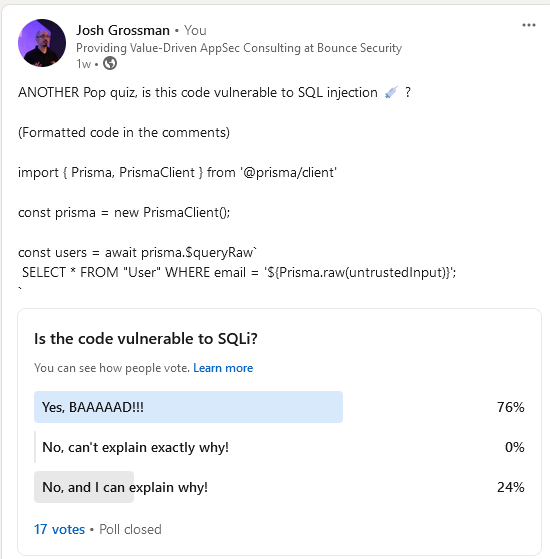 Josh Grossman • You
Providing Value-Driven AppSec Consulting at Bounce Security
1w •
ANOTHER Pop quiz, is this code vulnerable to SQL injection 💉 ?
(Formatted code in the comments)
import { Prisma, PrismaClient } from '@prisma/client'
const prisma = new PrismaClient();
const users = await prisma.$queryRaw`
SELECT * FROM "User" WHERE email = '${Prisma.raw(untrustedInput)}';
`
Is the code vulnerable to SQLi?
You can see how people vote. Learn more
Yes, BAAAAAD!!! 76%
No, can't explain exactly why! 0%
No, and I can explain why! 24%
17 votes • Poll closed